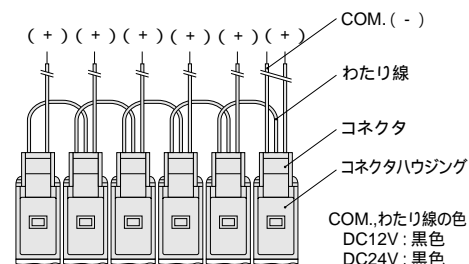 COM. ( - )
( + ) ( + ) ( + ) ( + ) ( + ) ( + )
わたり線
コネクタ
コネクタハウジング
COM.,わたり線の色
DC12V : 黒色
DC24V : 黒色